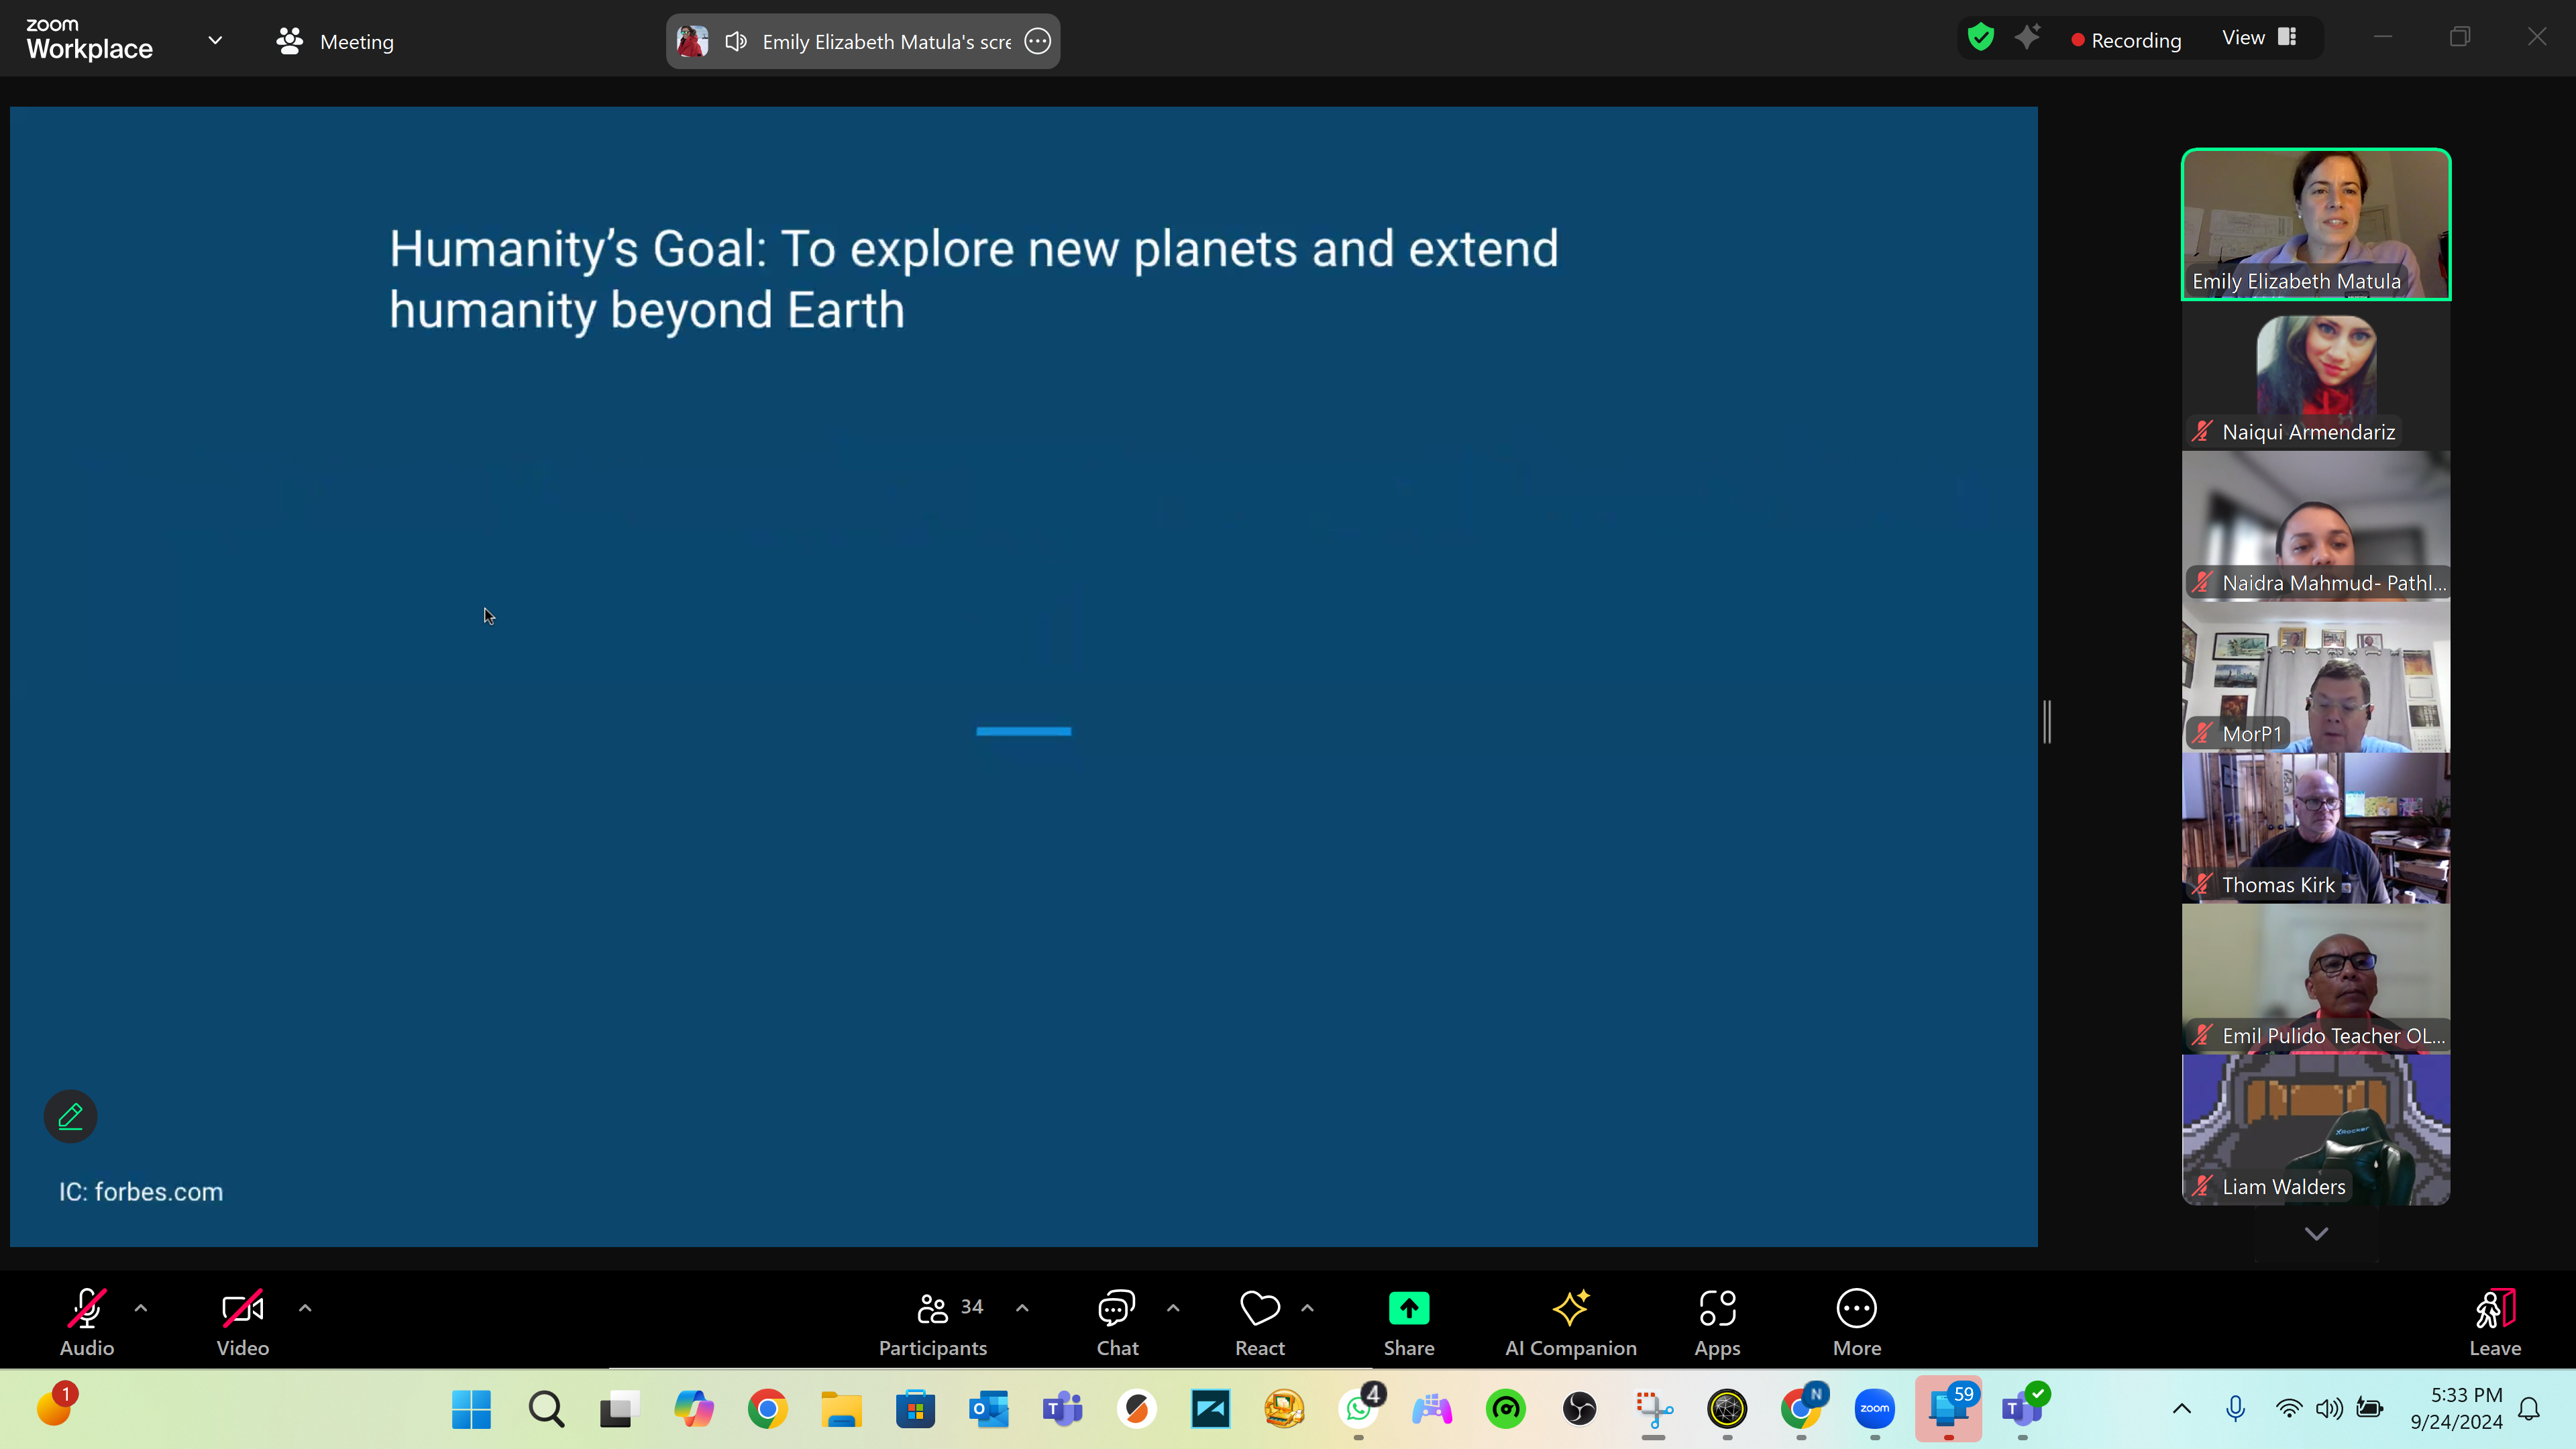 zoom
Workplace
Meeting
Emily Elizabeth Matula's scre
Recording
View
Humanity’s Goal: To explore new planets and extend
humanity beyond Earth
IC: forbes.com
Emily Elizabeth Matula
Naiqui Armendariz
Naidra Mahmud- Pathl...
MorP1
Thomas Kirk
Emil Pulido Teacher OL...
XRocker
Liam Walders
Audio
Video
34
Participants
Chat
React
Share
AI Companion
Apps
More
Leave
1
4
N
zoom
59
5:33 PM
9/24/2024